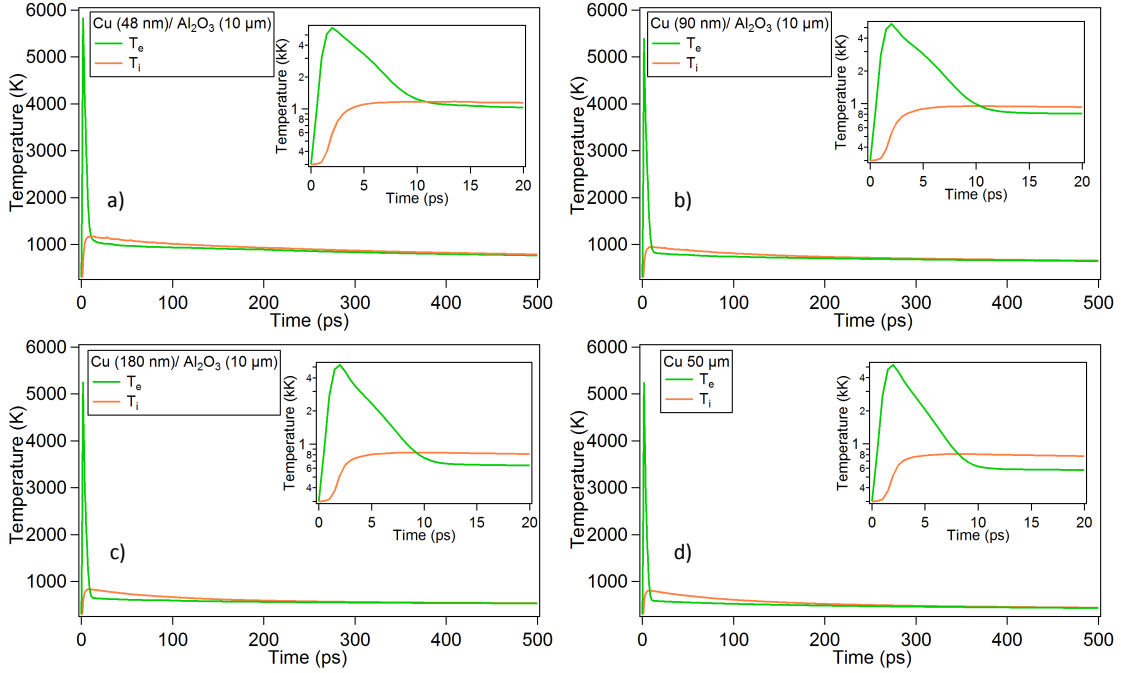 6000
5000
4000
3000
2000
1000
Temperature (K)
Cu (48 nm)/ Al₂O₃ (10 µm)
Tₑ
Tᵢ
a)
Temperature (kK)
4
2
1
8
6
4
0 5 10 15 20
Time (ps)
0 100 200 300 400 500
Time (ps)
6000
5000
4000
3000
2000
1000
Temperature (K)
Cu (90 nm)/ Al₂O₃ (10 µm)
Tₑ
Tᵢ
b)
Temperature (kK)
4
2
1
8
6
4
0 5 10 15 20
Time (ps)
0 100 200 300 400 500
Time (ps)
6000
5000
4000
3000
2000
1000
Temperature (K)
Cu (180 nm)/ Al₂O₃ (10 µm)
Tₑ
Tᵢ
c)
Temperature (kK)
4
2
1
8
6
4
0 5 10 15 20
Time (ps)
0 100 200 300 400 500
Time (ps)
6000
5000
4000
3000
2000
1000
Temperature (K)
Cu 50 µm
Tₑ
Tᵢ
d)
Temperature (kK)
4
2
1
8
6
4
0 5 10 15 20
Time (ps)
0 100 200 300 400 500
Time (ps)